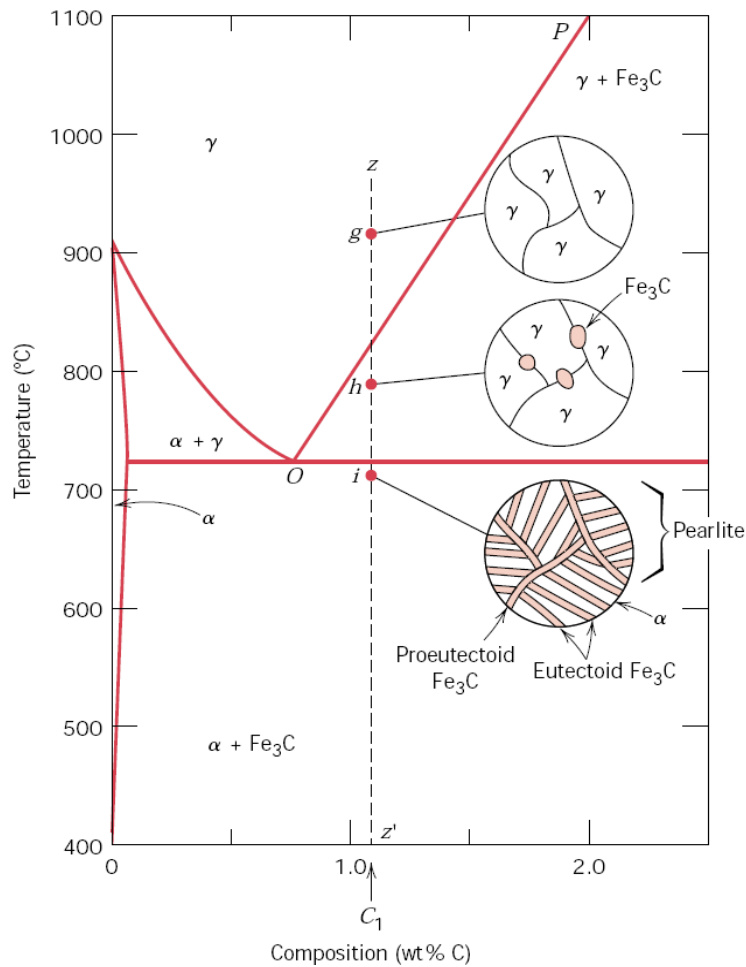 1100
P
γ + Fe₃C
1000
γ
z
γ
γ
γ
g
γ
900
Fe₃C
γ
γ
800
h
γ
γ
α + γ
O
i
700
α
Pearlite
600
α
Proeutectoid
Fe₃C
Eutectoid Fe₃C
500
α + Fe₃C
z'
400
0
1.0
2.0
C₁
Composition (wt% C)
Temperature (°C)